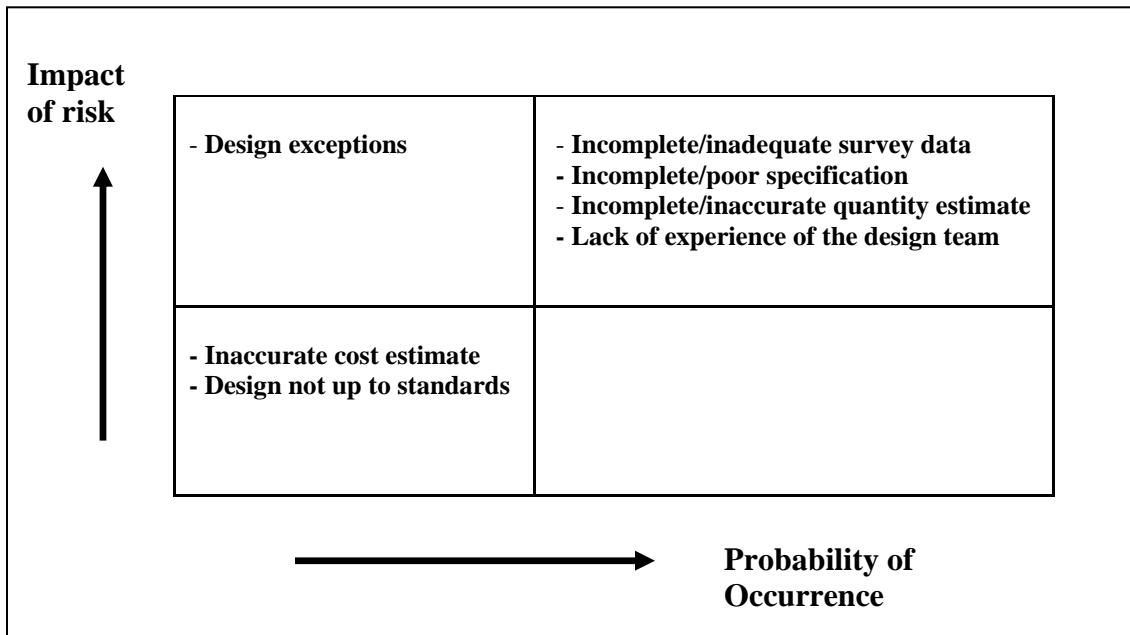 Impact
of risk
- Design exceptions
- Incomplete/inadequate survey data
- Incomplete/poor specification
- Incomplete/inaccurate quantity estimate
- Lack of experience of the design team
- Inaccurate cost estimate
- Design not up to standards
Probability of
Occurrence